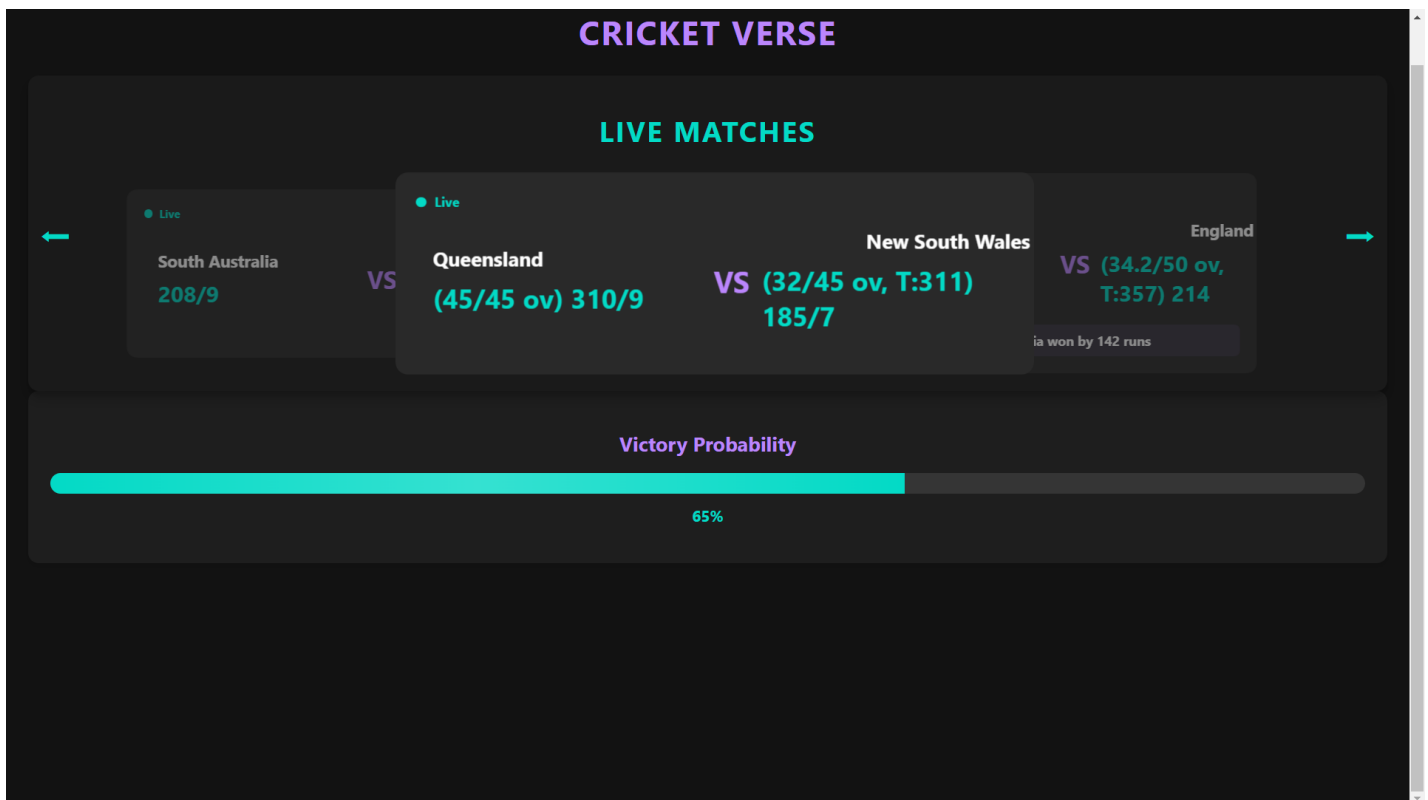 CRICKET VERSE
LIVE MATCHES
Live
South Australia
208/9
VS
Live
Queensland
(45/45 ov) 310/9
VS
New South Wales
(32/45 ov, T:311)
185/7
England
VS
(34.2/50 ov,
T:357) 214
won by 142 runs
Victory Probability
65%